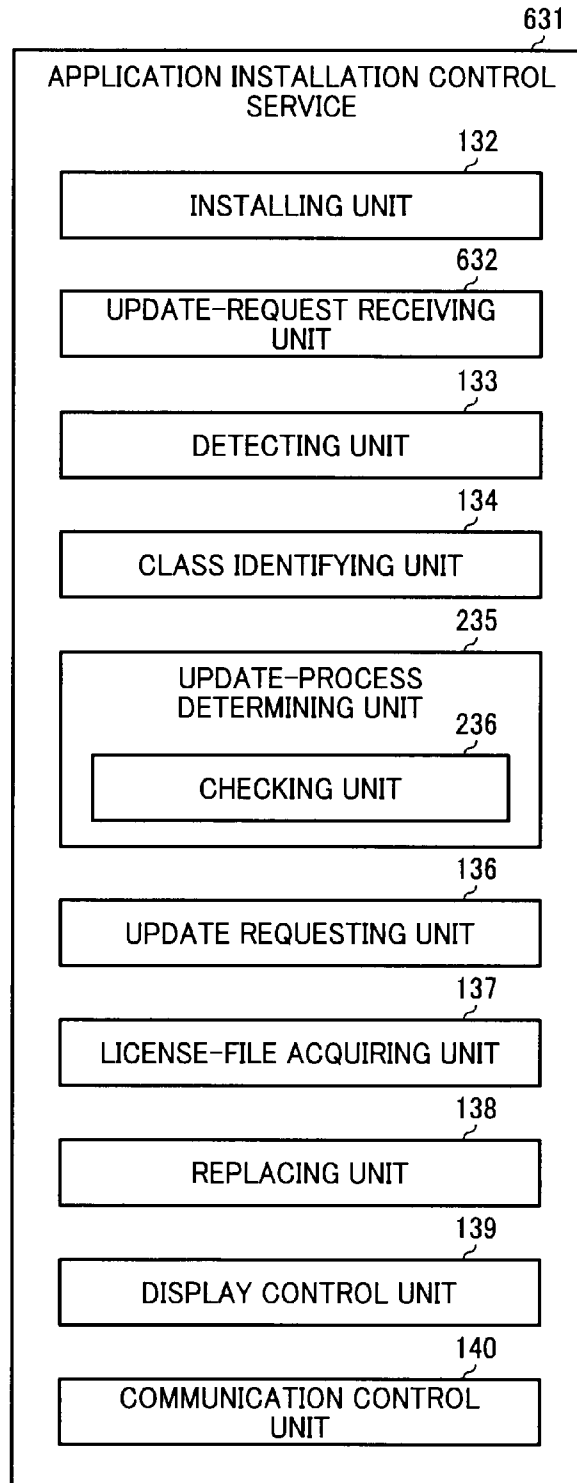 631
APPLICATION INSTALLATION CONTROL
SERVICE
132
INSTALLING UNIT
632
UPDATE-REQUEST RECEIVING
UNIT
133
DETECTING UNIT
134
CLASS IDENTIFYING UNIT
235
UPDATE-PROCESS
DETERMINING UNIT
236
CHECKING UNIT
136
UPDATE REQUESTING UNIT
137
LICENSE-FILE ACQUIRING UNIT
138
REPLACING UNIT
139
DISPLAY CONTROL UNIT
140
COMMUNICATION CONTROL
UNIT